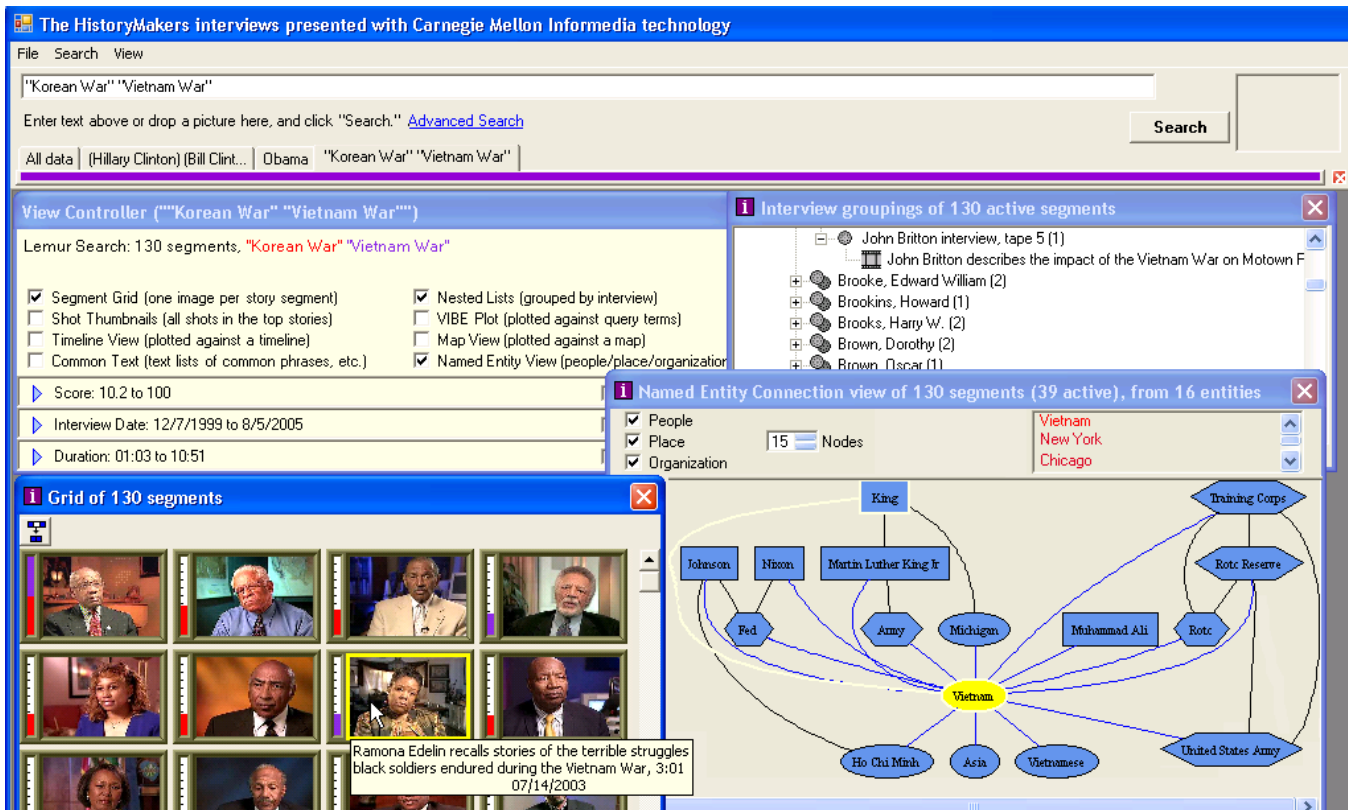 The HistoryMakers interviews presented with Carnegie Mellon Informedia technology
File Search View
"Korean War" "Vietnam War"
Enter text above or drop a picture here, and click "Search." Advanced Search
Search
All data (Hillary Clinton) (Bill Clint... Obama "Korean War" "Vietnam War"
View Controller (""Korean War" "Vietnam War"")
Lemur Search: 130 segments, "Korean War" "Vietnam War"
Segment Grid (one image per story segment)
Shot Thumbnails (all shots in the top stories)
Timeline View (plotted against a timeline)
Common Text (text lists of common phrases, etc.)
Nested Lists (grouped by interview)
VIBE Plot (plotted against query terms)
Map View (plotted against a map)
Named Entity View (people/place/organization
Score: 10.2 to 100
Interview Date: 12/7/1999 to 8/5/2005
Duration: 01:03 to 10:51
Interview groupings of 130 active segments
John Britton interview, tape 5 (1)
John Britton describes the impact of the Vietnam War on Motown F
Brooke, Edward William (2)
Brookins, Howard (1)
Brooks, Harry W. (2)
Brown, Dorothy (2)
Brown, Oscar (1)
Named Entity Connection view of 130 segments (39 active), from 16 entities
People
Place
Organization
15 Nodes
Vietnam
New York
Chicago
King
Training Corps
Johnson
Nixon
Martin Luther King Jr
Rotc Reserve
Fed
Army
Michigan
Muhammad Ali
Rotc
Vietnam
Ho Chi Minh
Asia
Vietnamese
United States Army
Grid of 130 segments
Ramona Edelin recalls stories of the terrible struggles
black soldiers endured during the Vietnam War, 3:01
07/14/2003